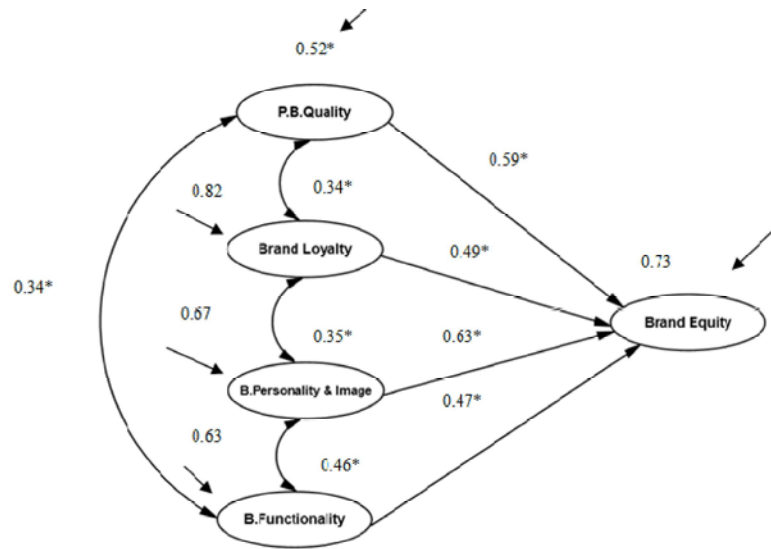 0.52*
P.B.Quality
0.59*
0.82
0.34*
Brand Loyalty
0.49*
0.73
0.34*
0.67
0.35*
0.63*
Brand Equity
B.Personality & Image
0.47*
0.63
0.46*
B.Functionality